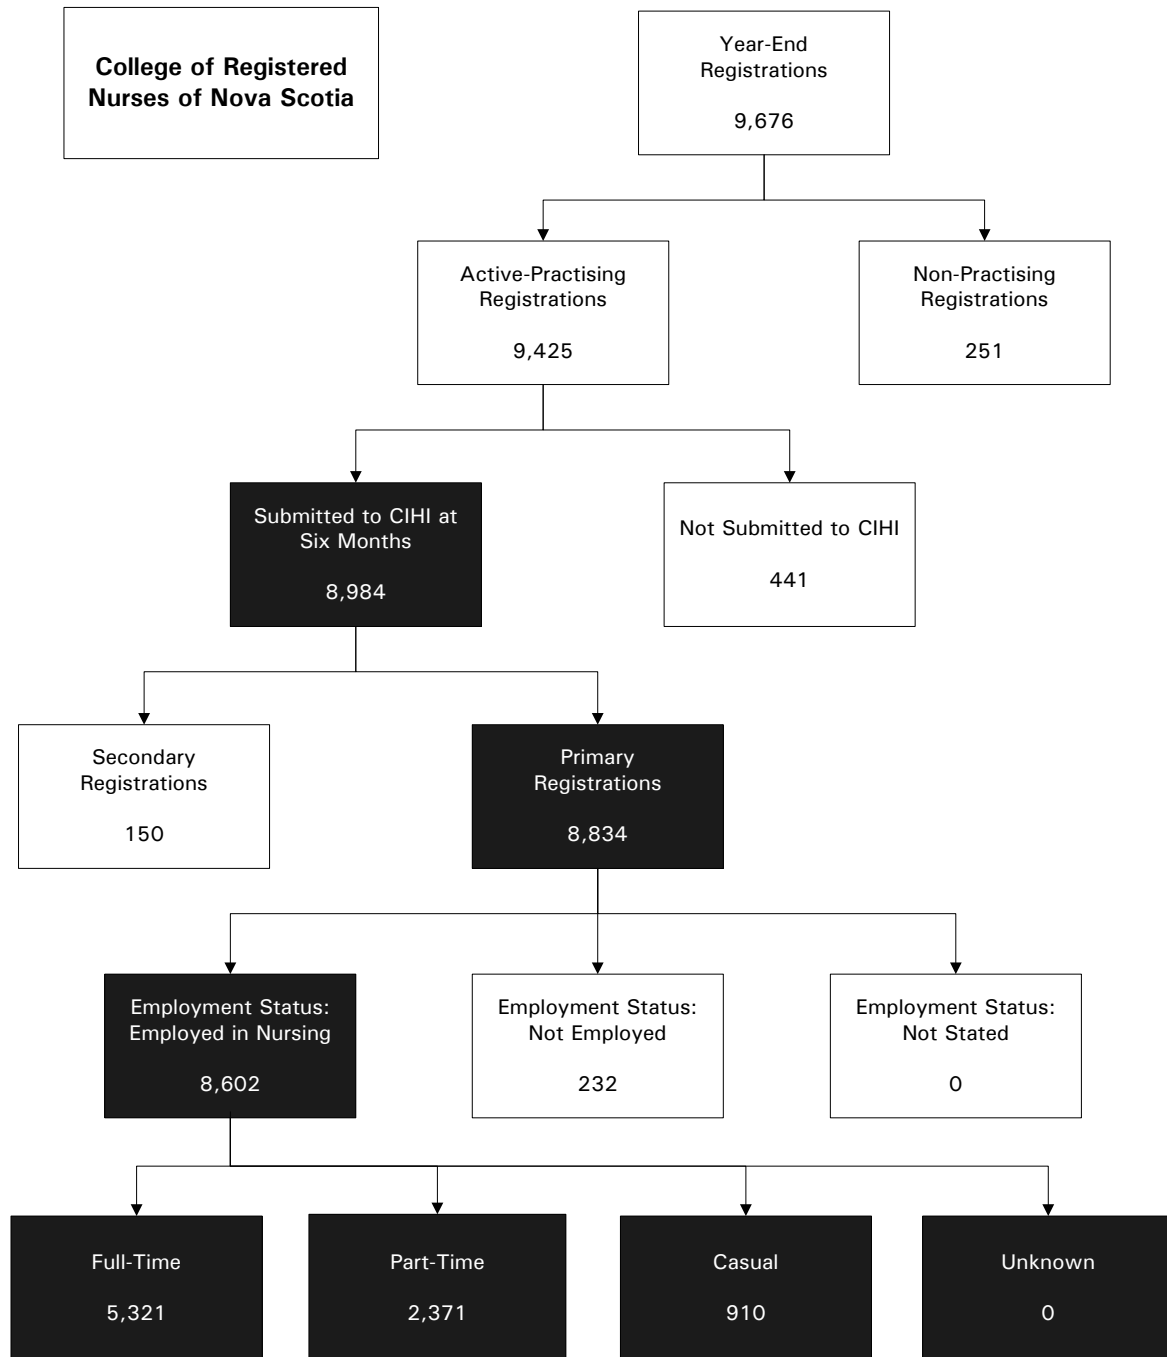 College of Registered
Nurses of Nova Scotia
Year-End
Registrations
9,676
Active-Practising
Registrations
9,425
Non-Practising
Registrations
251
Submitted to CIHI at
Six Months
8,984
Not Submitted to CIHI
441
Secondary
Registrations
150
Primary
Registrations
8,834
Employment Status:
Employed in Nursing
8,602
Employment Status:
Not Employed
232
Employment Status:
Not Stated
0
Full-Time
5,321
Part-Time
2,371
Casual
910
Unknown
0